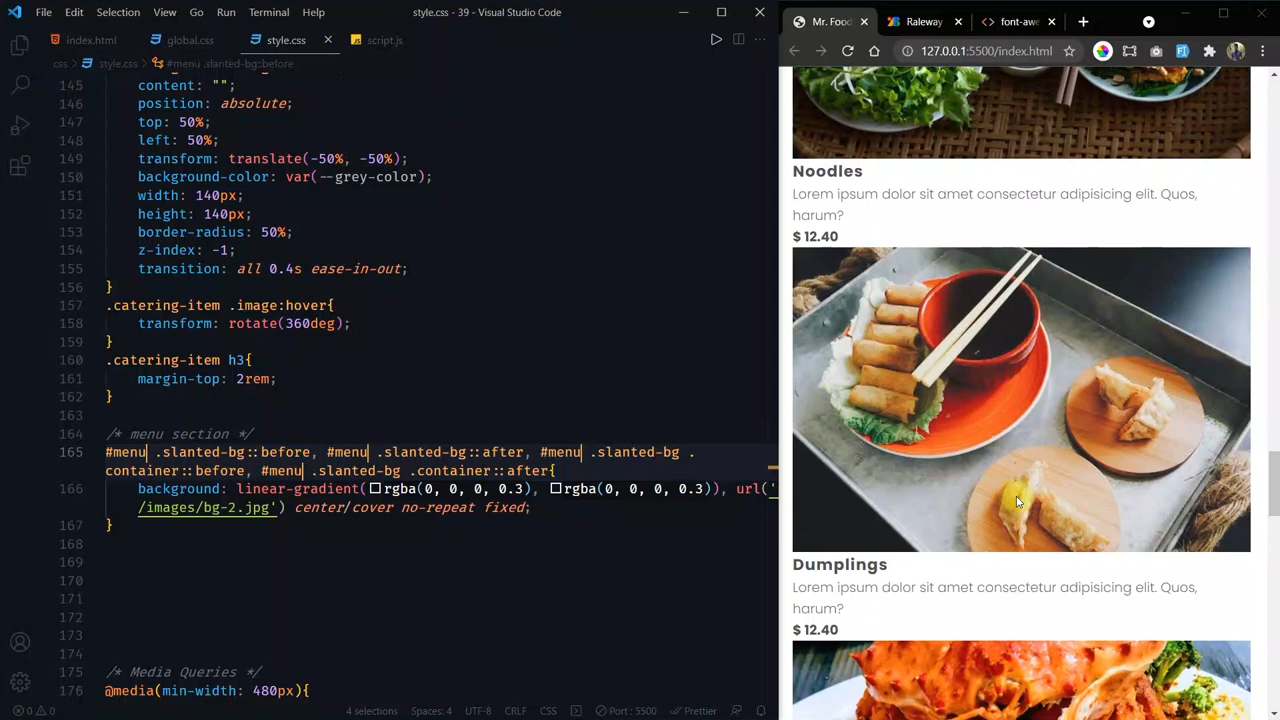 File Edit Selection View Go Run Terminal Help
style.css - 39 - Visual Studio Code
index.html global.css style.css script.js
css > style.css > #menu .slanted-bg::before
145 content: "";
146 position: absolute;
147 top: 50%;
148 left: 50%;
149 transform: translate(-50%, -50%);
150 background-color: var(--grey-color);
151 width: 140px;
152 height: 140px;
153 border-radius: 50%;
154 z-index: -1;
155 transition: all 0.4s ease-in-out;
156 }
157 .catering-item .image:hover{
158 transform: rotate(360deg);
159 }
160 .catering-item h3{
161 margin-top: 2rem;
162 }
163
164 /* menu section */
165 #menu .slanted-bg::before, #menu .slanted-bg::after, #menu .slanted-bg .
container::before, #menu .slanted-bg .container::after{
166 background: linear-gradient(rgba(0, 0, 0, 0.3), rgba(0, 0, 0, 0.3)), url('
/images/bg-2.jpg') center/cover no-repeat fixed;
167 }
168
169
170
171
172
173
174
175 /* Media Queries */
176 @media(min-width: 480px){
0 0 4 selections Spaces: 4 UTF-8 CRLF CSS Port : 5500 Prettier
Mr. Food Raleway font-awe
127.0.0.1:5500/index.html
Noodles
Lorem ipsum dolor sit amet consectetur adipisicing elit. Quos,
harum?
$ 12.40
Dumplings
Lorem ipsum dolor sit amet consectetur adipisicing elit. Quos,
harum?
$ 12.40